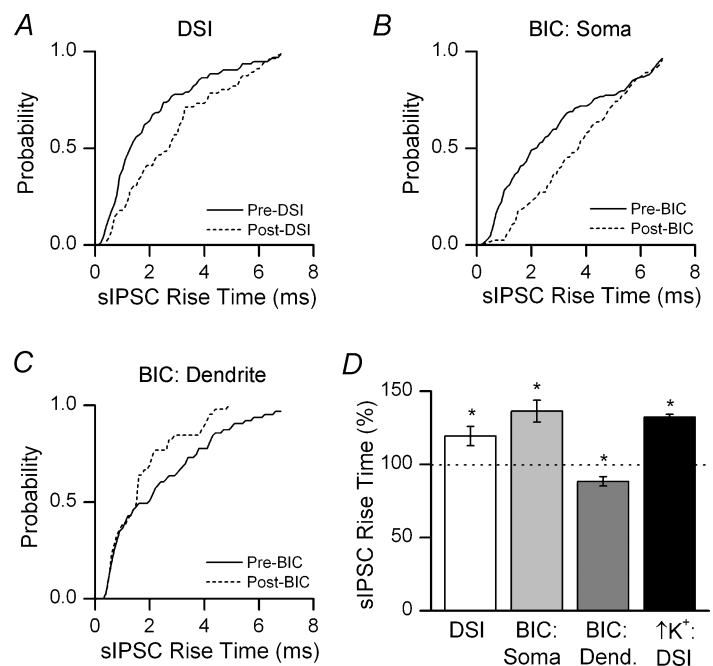 A
DSI
1.0
0.5
0.0
Probability
Pre-DSI
Post-DSI
0 2 4 6 8
sIPSC Rise Time (ms)
B
BIC: Soma
1.0
0.5
0.0
Probability
Pre-BIC
Post-BIC
0 2 4 6 8
sIPSC Rise Time (ms)
C
BIC: Dendrite
1.0
0.5
0.0
Probability
Pre-BIC
Post-BIC
0 2 4 6 8
sIPSC Rise Time (ms)
D
150
100
50
0
sIPSC Rise Time (%)
* * * *
DSI
BIC:
Soma
BIC:
Dend.
↑K⁺:
DSI